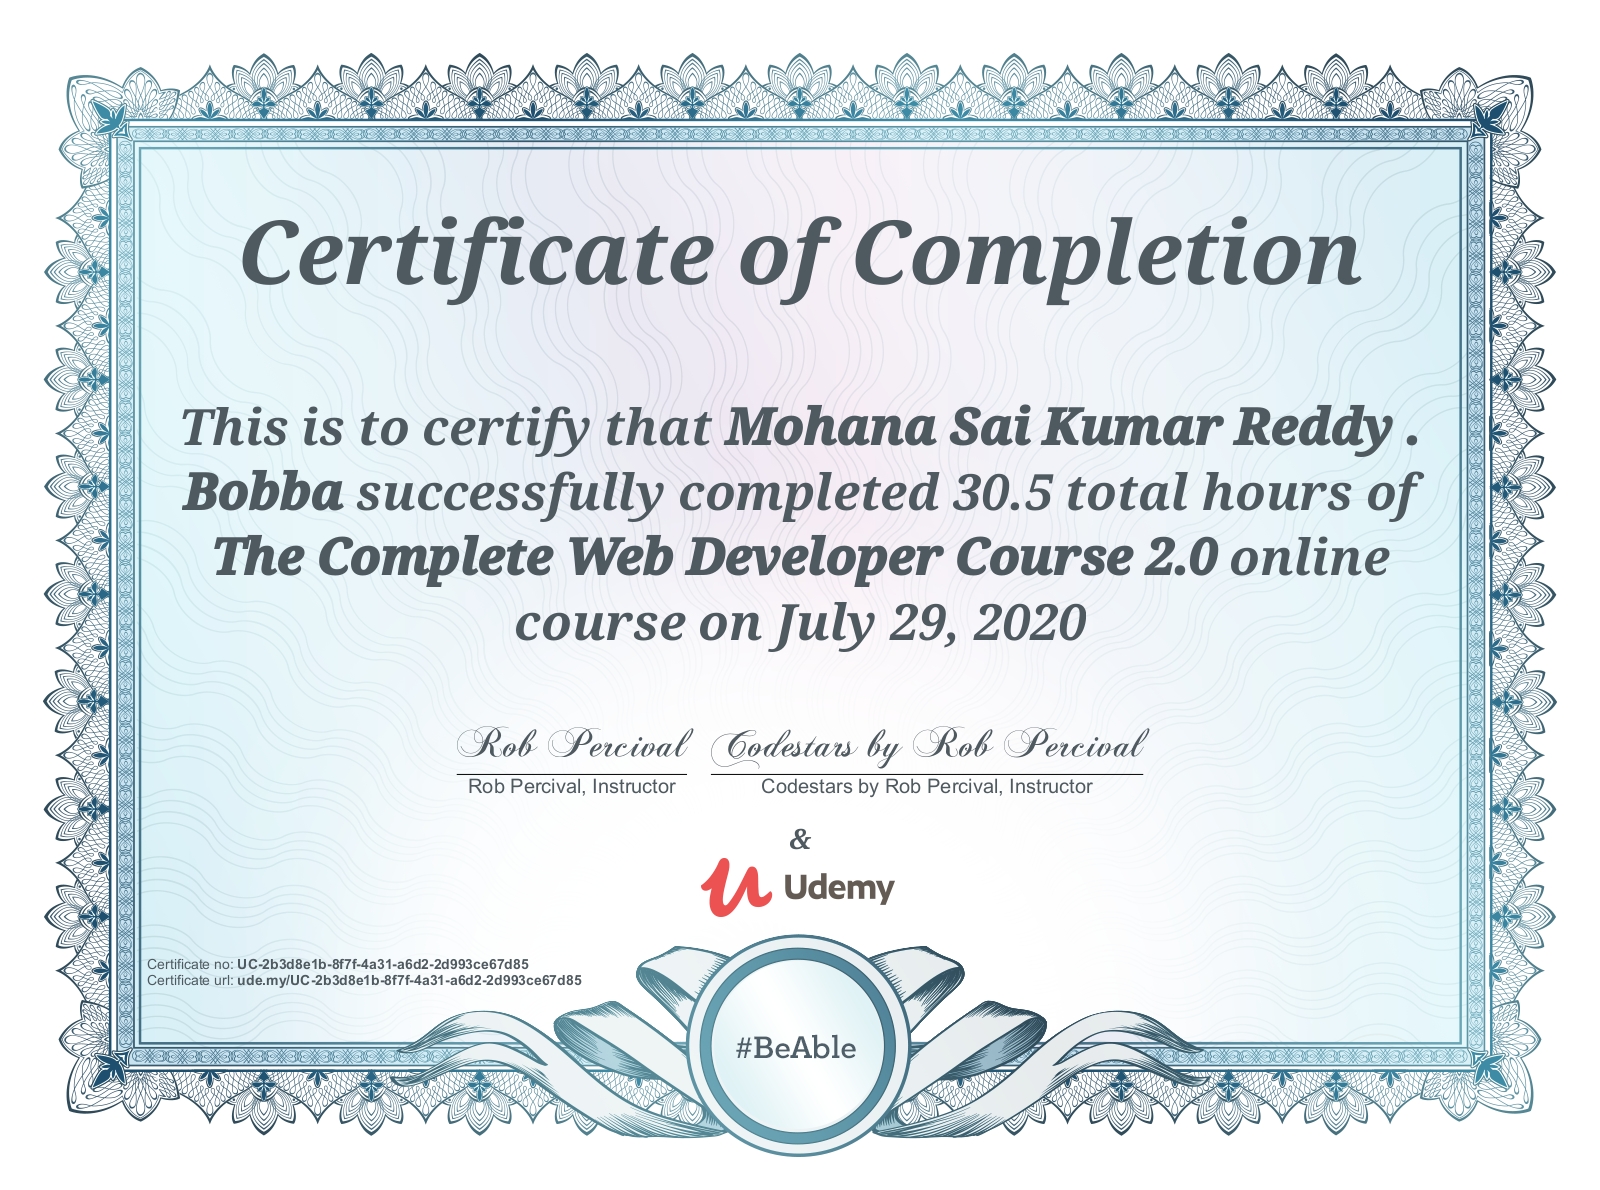 Certificate of Completion
This is to certify that Mohana Sai Kumar Reddy .
Bobba successfully completed 30.5 total hours of
The Complete Web Developer Course 2.0 online
course on July 29, 2020
Rob Percival Codestars by Rob Percival
Rob Percival, Instructor Codestars by Rob Percival, Instructor
&
Udemy
Certificate no: UC-2b3d8e1b-8f7f-4a31-a6d2-2d993ce67d85
Certificate url: ude.my/UC-2b3d8e1b-8f7f-4a31-a6d2-2d993ce67d85
#BeAble